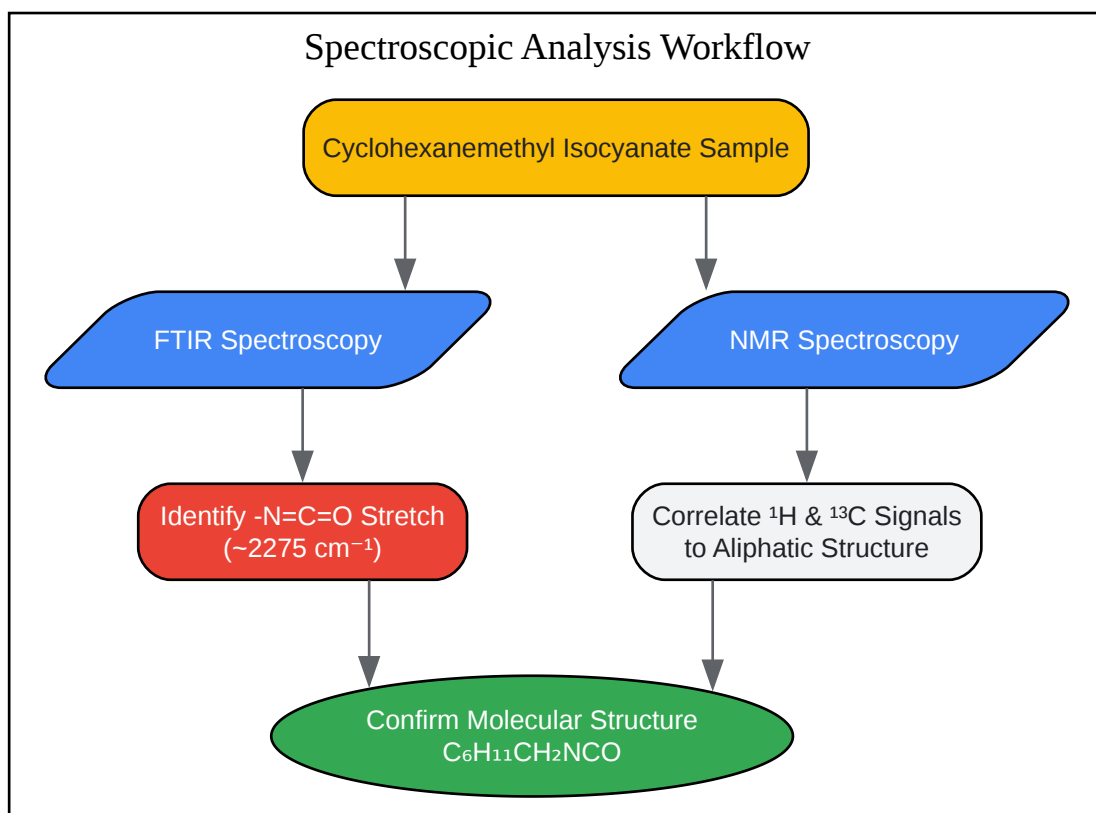 Spectroscopic Analysis Workflow
Cyclohexanemethyl Isocyanate Sample
FTIR Spectroscopy
NMR Spectroscopy
Identify -N=C=O Stretch
(~2275 cm⁻¹)
Correlate ¹H & ¹³C Signals
to Aliphatic Structure
Confirm Molecular Structure
C₆H₁₁CH₂NCO